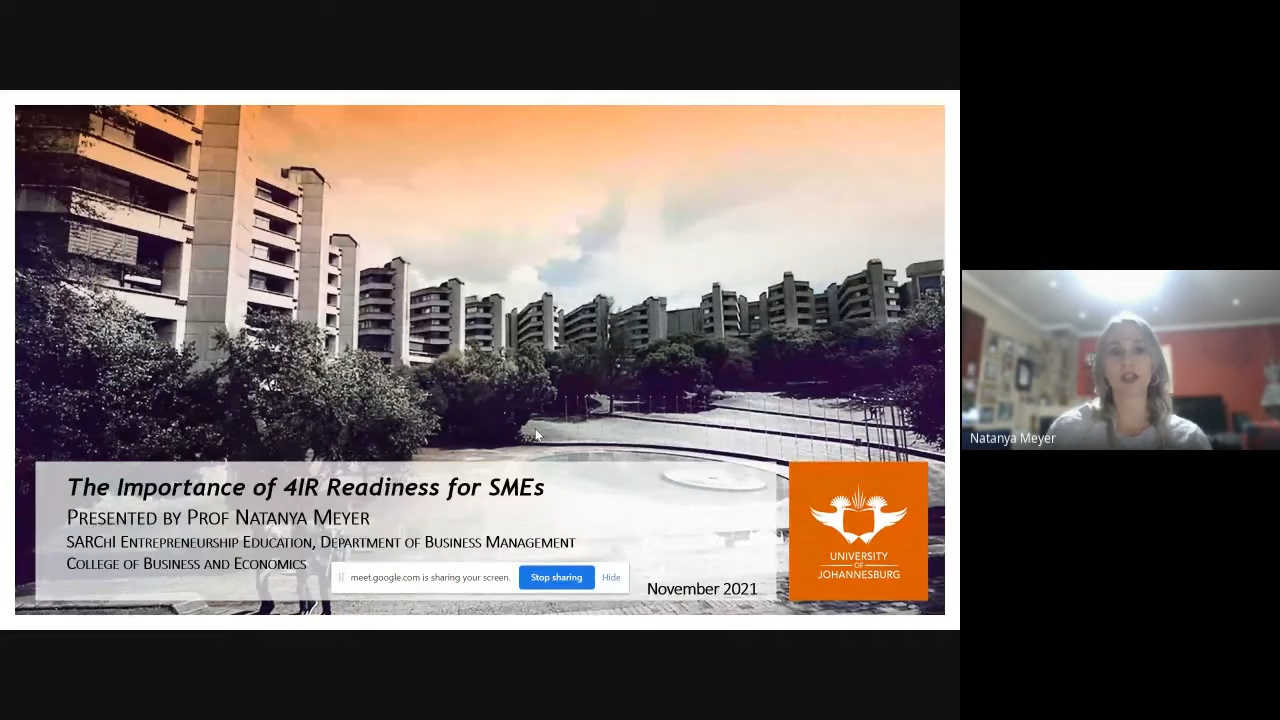 The Importance of 4IR Readiness for SMEs
PRESENTED BY PROF NATANYA MEYER
SARChI ENTREPRENEURSHIP EDUCATION, DEPARTMENT OF BUSINESS MANAGEMENT
COLLEGE OF BUSINESS AND ECONOMICS
meet.google.com is sharing your screen.
Stop sharing
Hide
November 2021
UNIVERSITY
OF
JOHANNESBURG
Natanya Meyer